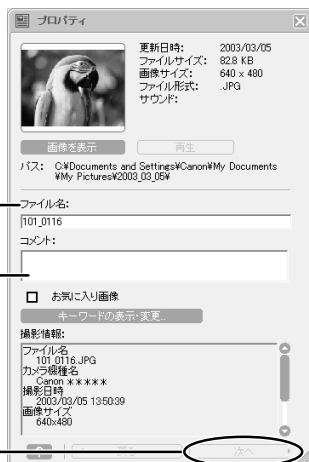 プロパティ
更新日時: 2003/03/05
ファイルサイズ: 82.8 KB
画像サイズ: 640 x 480
ファイル形式: .JPG
サウンド:
画像を表示 再生
パス: C:¥Documents and Settings¥Canon¥My Documents
¥My Pictures¥2003_03_05¥
ファイル名:
101_0116
コメント:
お気に入り画像
キーワードの表示・変更...
撮影情報:
ファイル名
101_0116.JPG
カメラ機種名
Canon ＊＊＊＊＊
撮影日時
2003/03/05 13:50:39
画像サイズ
640x480
? 戻る 次へ